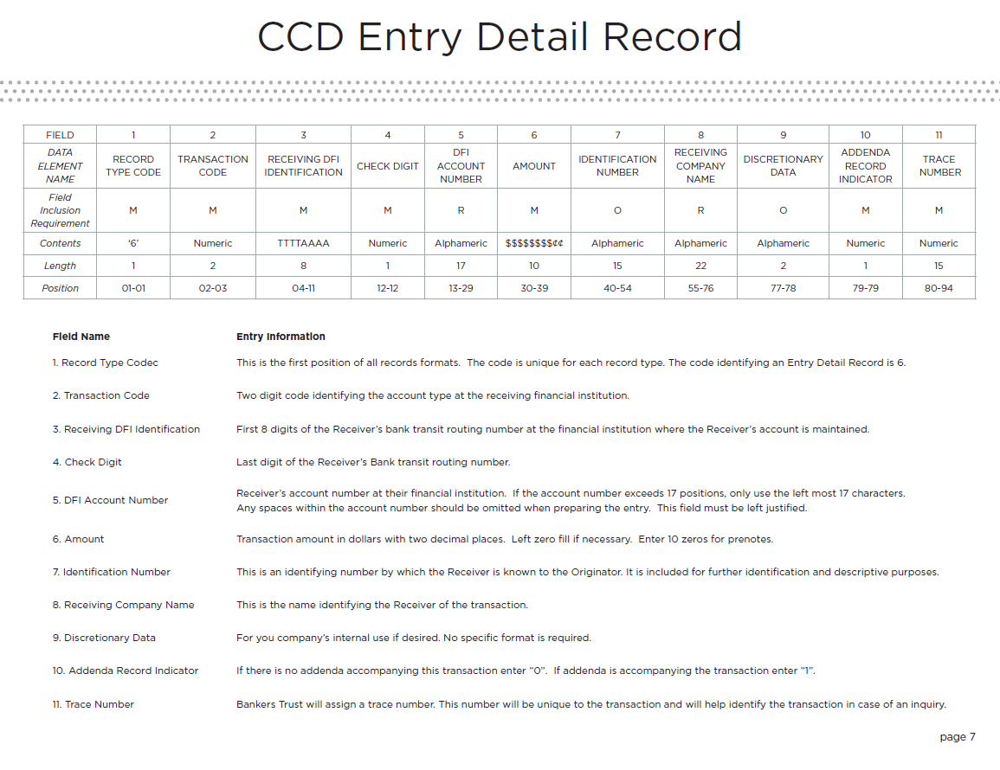 CCD Entry Detail Record
FIELD 1 2 3 4 5 6 7 8 9 10 11
DATA ELEMENT NAME RECORD TYPE CODE TRANSACTION CODE RECEIVING DFI IDENTIFICATION CHECK DIGIT DFI ACCOUNT NUMBER AMOUNT IDENTIFICATION NUMBER RECEIVING COMPANY NAME DISCRETIONARY DATA ADDENDA RECORD INDICATOR TRACE NUMBER
Field Inclusion Requirement M M M M R M O R O M M
Contents ‘6’ Numeric TTTTAAAA Numeric Alphameric $$$$$$$$¢¢ Alphameric Alphameric Alphameric Numeric Numeric
Length 1 2 8 1 17 10 15 22 2 1 15
Position 01-01 02-03 04-11 12-12 13-29 30-39 40-54 55-76 77-78 79-79 80-94
Field Name Entry Information
1. Record Type Codec This is the first position of all records formats. The code is unique for each record type. The code identifying an Entry Detail Record is 6.
2. Transaction Code Two digit code identifying the account type at the receiving financial institution.
3. Receiving DFI Identification First 8 digits of the Receiver’s bank transit routing number at the financial institution where the Receiver’s account is maintained.
4. Check Digit Last digit of the Receiver’s Bank transit routing number.
5. DFI Account Number Receiver’s account number at their financial institution. If the account number exceeds 17 positions, only use the left most 17 characters.
Any spaces within the account number should be omitted when preparing the entry. This field must be left justified.
6. Amount Transaction amount in dollars with two decimal places. Left zero fill if necessary. Enter 10 zeros for prenotes.
7. Identification Number This is an identifying number by which the Receiver is known to the Originator. It is included for further identification and descriptive purposes.
8. Receiving Company Name This is the name identifying the Receiver of the transaction.
9. Discretionary Data For you company’s internal use if desired. No specific format is required.
10. Addenda Record Indicator If there is no addenda accompanying this transaction enter “0”. If addenda is accompanying the transaction enter “1”.
11. Trace Number Bankers Trust will assign a trace number. This number will be unique to the transaction and will help identify the transaction in case of an inquiry.
page 7